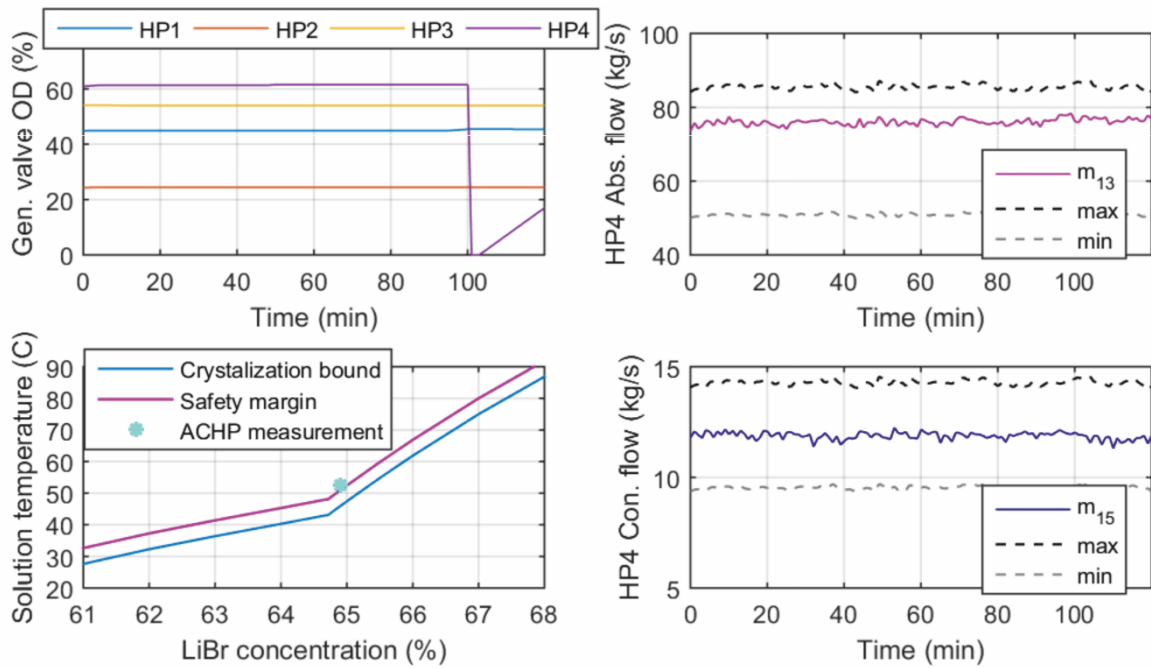 HP1 HP2 HP3 HP4
60
40
20
0
Gen. valve OD (%)
0 20 40 60 80 100
Time (min)
100
80
60
40
HP4 Abs. flow (kg/s)
m13
max
min
0 20 40 60 80 100
Time (min)
90
80
70
60
50
40
30
20
Solution temperature (C)
Crystalization bound
Safety margin
ACHP measurement
61 62 63 64 65 66 67 68
LiBr concentration (%)
15
10
5
HP4 Con. flow (kg/s)
m15
max
min
0 20 40 60 80 100
Time (min)